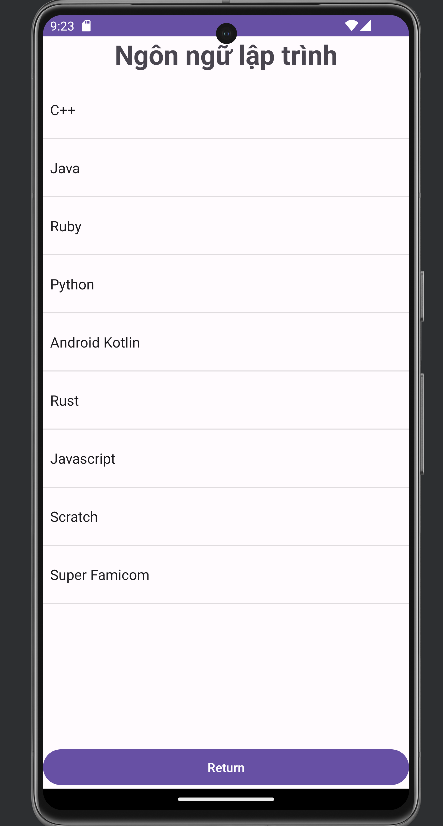 9:23
Ngôn ngữ lập trình
C++
Java
Ruby
Python
Android Kotlin
Rust
Javascript
Scratch
Super Famicom
Return